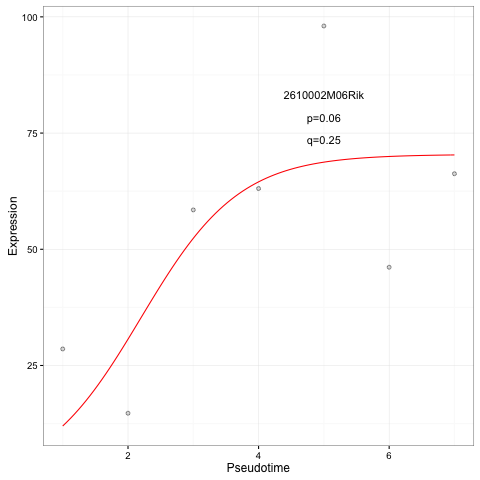 100
2610002M06Rik
p=0.06
75
q=0.25
Expression
50
25
2 4 6
Pseudotime